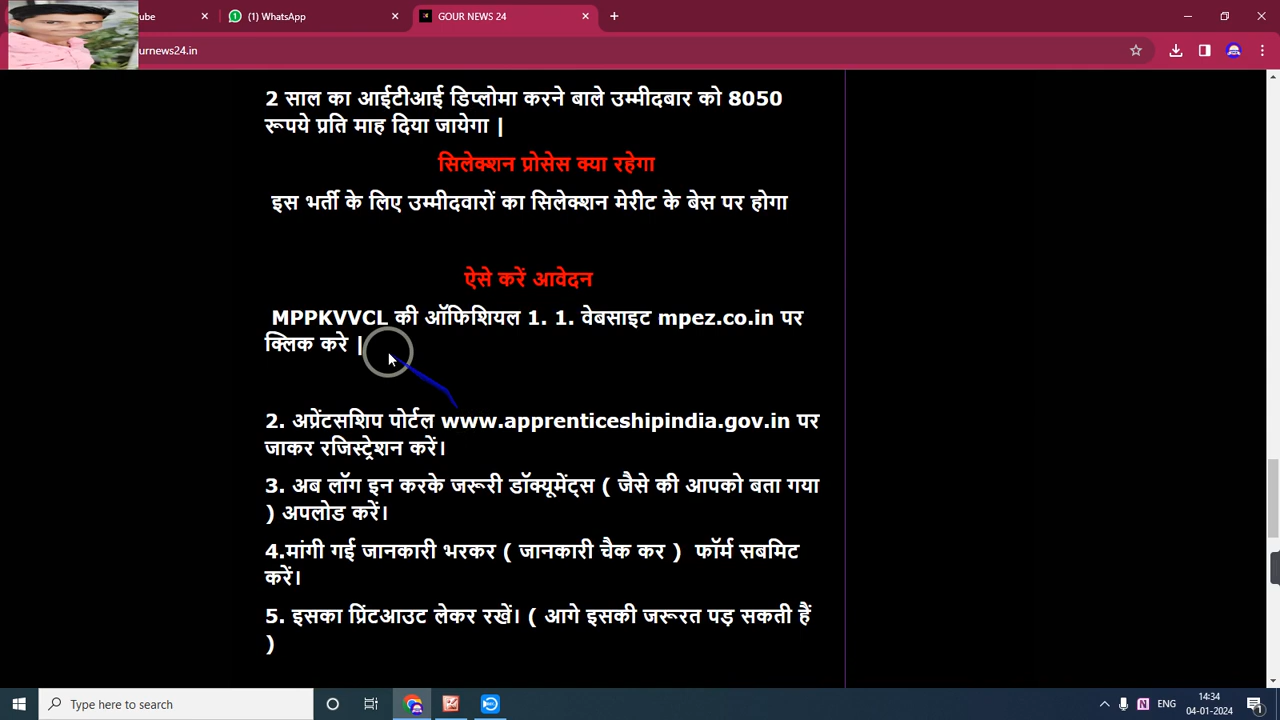 ube
(1) WhatsApp
GOUR NEWS 24
urnews24.in
2 साल का आईटीआई डिप्लोमा करने बाले उम्मीदबार को 8050
रूपये प्रति माह दिया जायेगा |
सिलेक्शन प्रोसेस क्या रहेगा
इस भर्ती के लिए उम्मीदवारों का सिलेक्शन मेरीट के बेस पर होगा
ऐसे करें आवेदन
MPPKVVCL की ऑफिशियल 1. 1. वेबसाइट mpez.co.in पर
क्लिक करे |
2. अप्रेंटसशिप पोर्टल www.apprenticeshipindia.gov.in पर
जाकर रजिस्ट्रेशन करें।
3. अब लॉग इन करके जरूरी डॉक्यूमेंट्स ( जैसे की आपको बता गया
) अपलोड करें।
4.मांगी गई जानकारी भरकर ( जानकारी चैक कर ) फॉर्म सबमिट
करें।
5. इसका प्रिंटआउट लेकर रखें। ( आगे इसकी जरूरत पड़ सकती हैं
)
Type here to search
ENG
14:34
04-01-2024